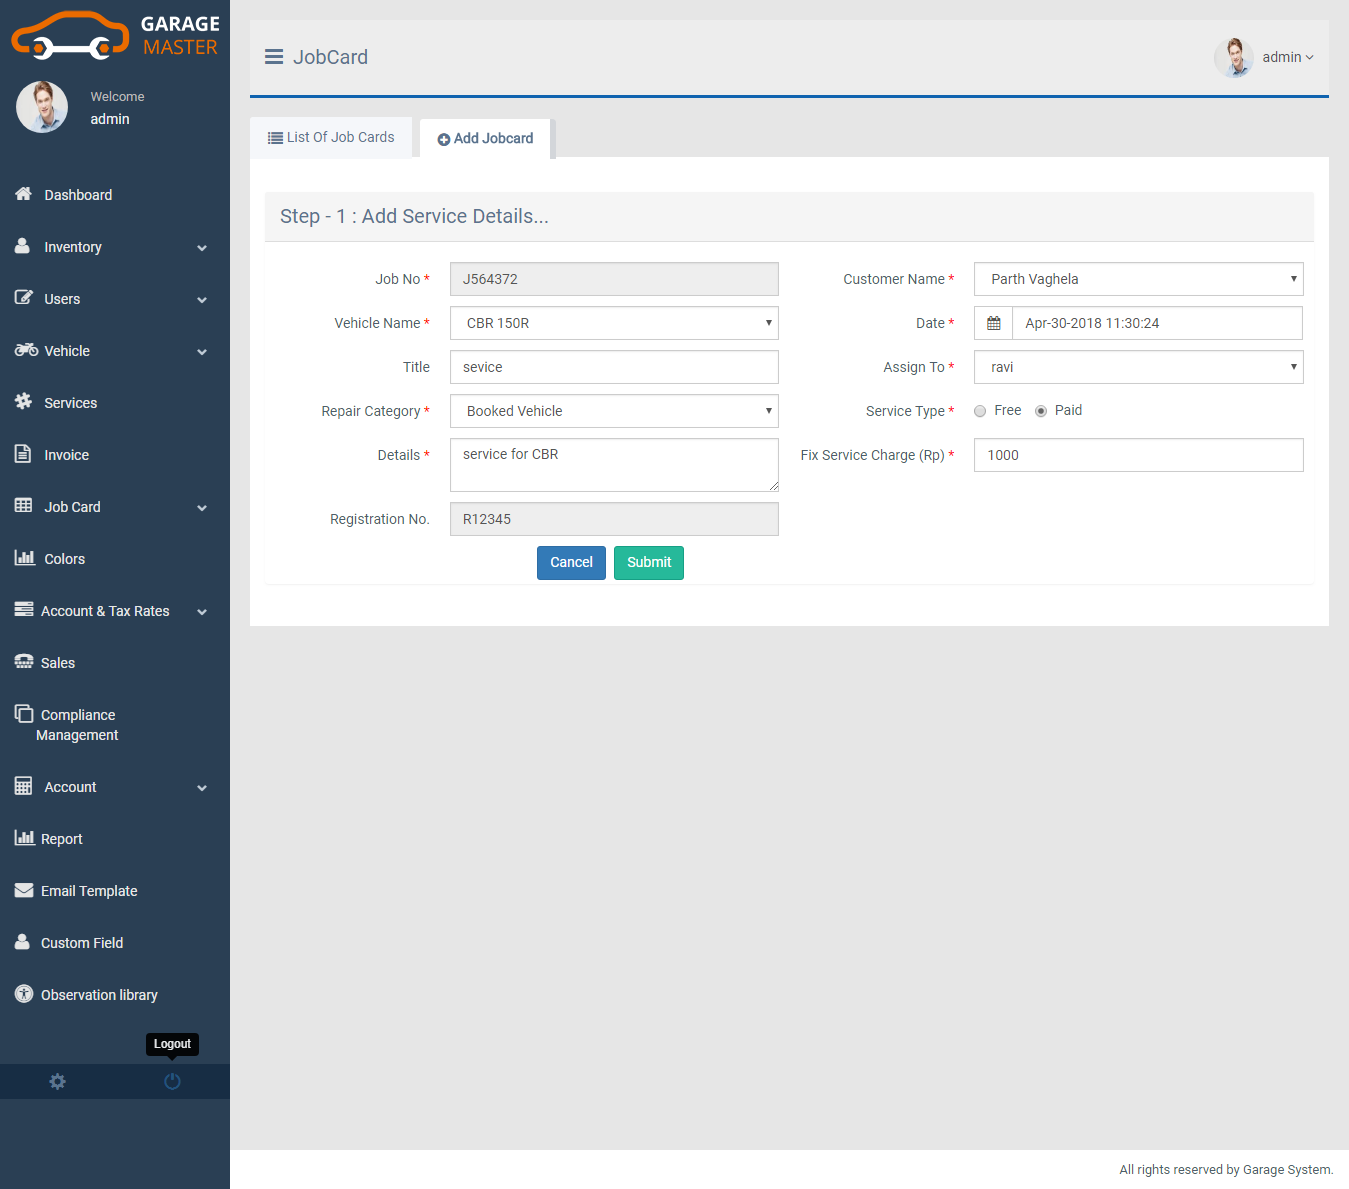 GARAGE
MASTER
Welcome
admin
Dashboard
Inventory
Users
Vehicle
Services
Invoice
Job Card
Colors
Account & Tax Rates
Sales
Compliance
Management
Account
Report
Email Template
Custom Field
Observation library
Logout
JobCard
admin
List Of Job Cards
Add Jobcard
Step - 1 : Add Service Details...
Job No * J564372
Customer Name * Parth Vaghela
Vehicle Name * CBR 150R
Date * Apr-30-2018 11:30:24
Title sevice
Assign To * ravi
Repair Category * Booked Vehicle
Service Type * Free Paid
Details * service for CBR
Fix Service Charge (Rp) * 1000
Registration No. R12345
Cancel Submit
All rights reserved by Garage System.